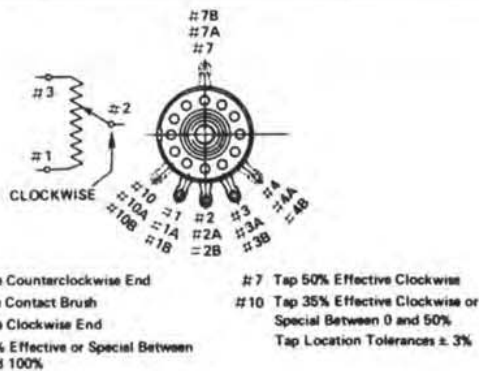 #7B
#7A
#7
#3
#2
#1
CLOCKWISE
#10
#10A
#10B
#1
=1A
#1B
#2
#2A
=2B
#3
#3A
#3B
#4
#4A
=4B
Counterclockwise End
Contact Brush
Clockwise End
% Effective or Special Between
100%
#7 Tap 50% Effective Clockwise
#10 Tap 35% Effective Clockwise or
Special Between 0 and 50%
Tap Location Tolerances ± 3%